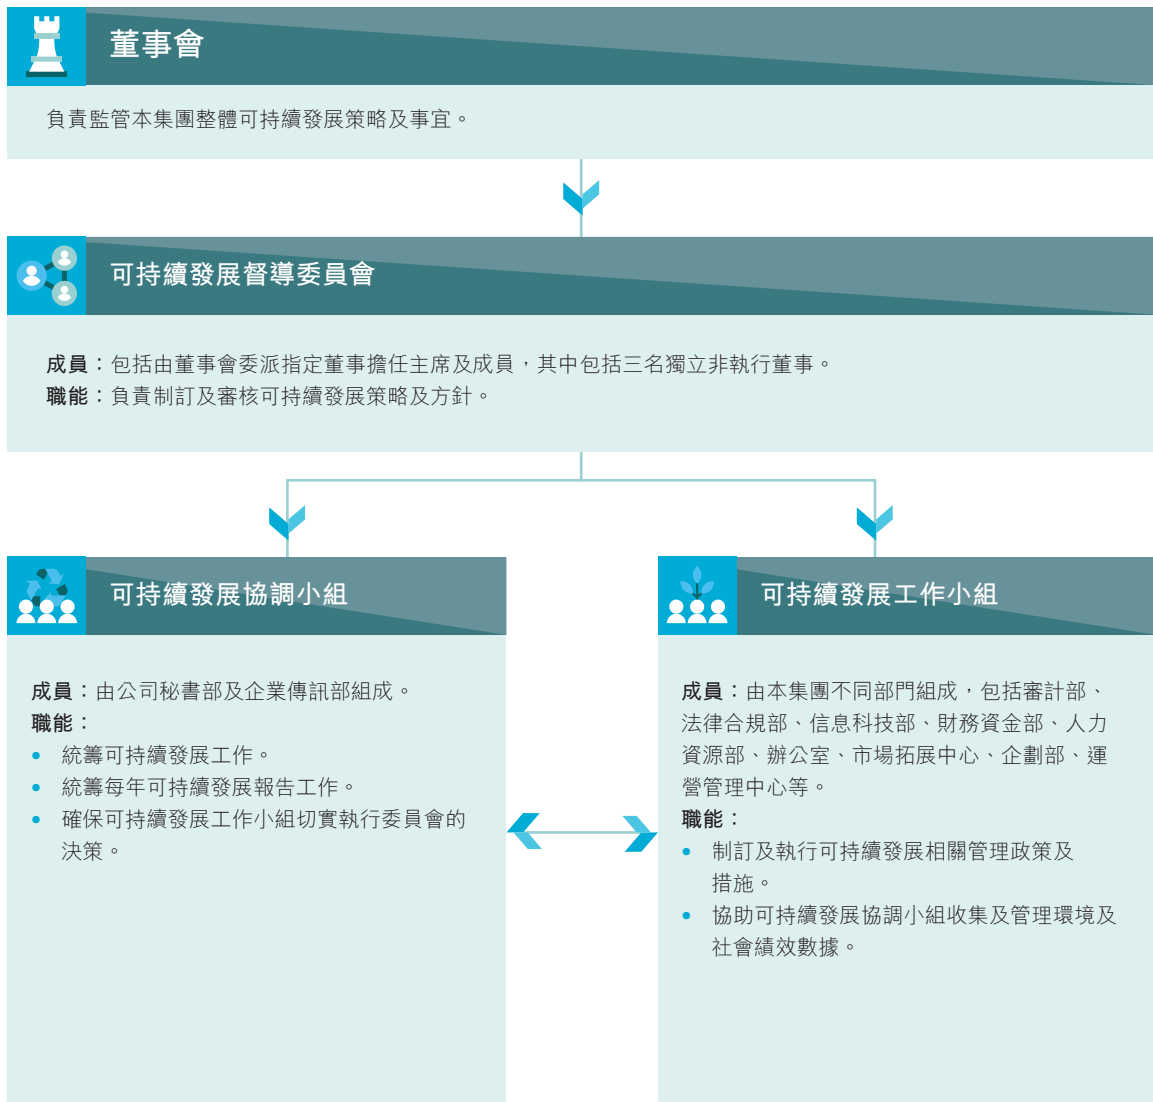 董事會
負責監管本集團整體可持續發展策略及事宜。
可持續發展督導委員會
成員：包括由董事會委派指定董事擔任主席及成員，其中包括三名獨立非執行董事。
職能：負責制訂及審核可持續發展策略及方針。
可持續發展協調小組
成員：由公司秘書部及企業傳訊部組成。
職能：
• 統籌可持續發展工作。
• 統籌每年可持續發展報告工作。
• 確保可持續發展工作小組切實執行委員會的
決策。
可持續發展工作小組
成員：由本集團不同部門組成，包括審計部、
法律合規部、信息科技部、財務資金部、人力
資源部、辦公室、市場拓展中心、企劃部、運
營管理中心等。
職能：
• 制訂及執行可持續發展相關管理政策及
措施。
• 協助可持續發展協調小組收集及管理環境及
社會績效數據。